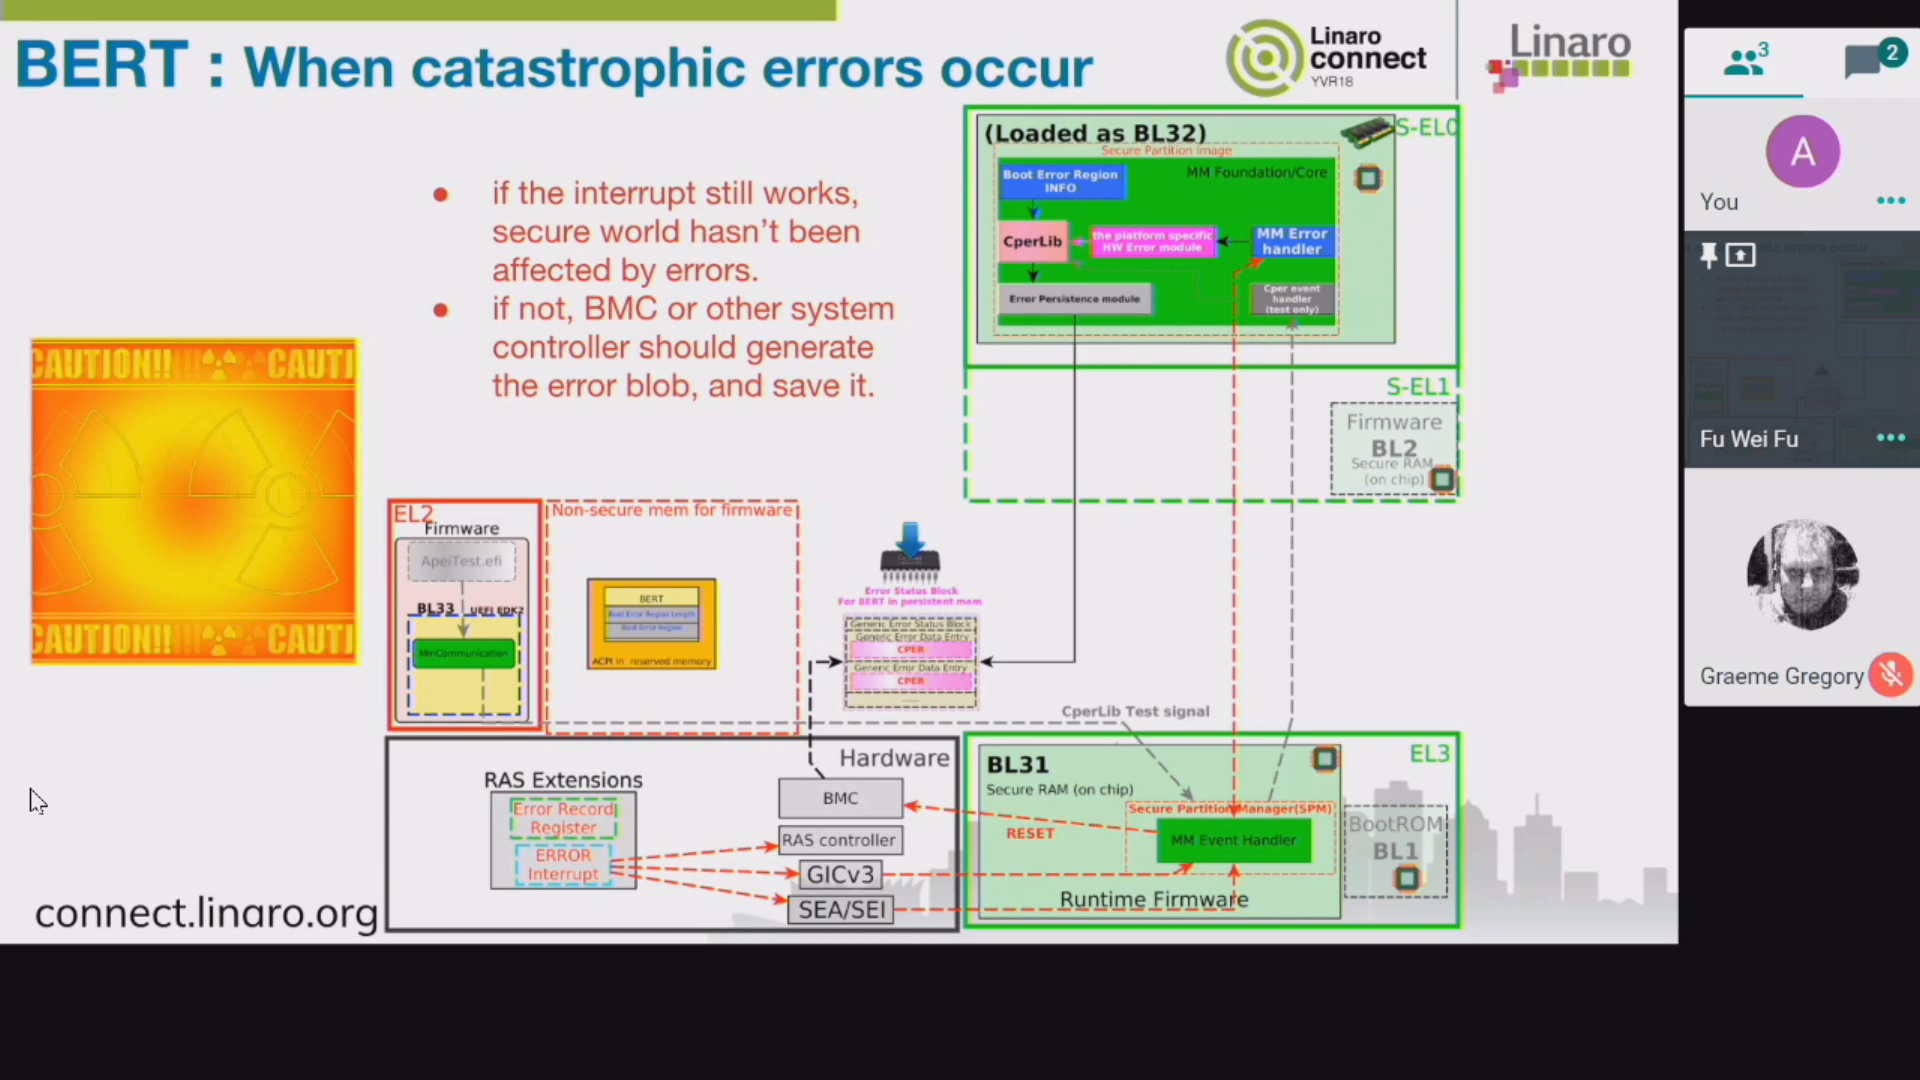 BERT : When catastrophic errors occur
Linaro
connect
YVR18
Linaro
if the interrupt still works,
secure world hasn't been
affected by errors.
if not, BMC or other system
controller should generate
the error blob, and save it.
CAUTION!!
CAUTI
CAUTION!!
CAUTI
S-EL0
(Loaded as BL32)
Secure Partition Image
Boot Error Region
INFO
MM Foundation/Core
CperLib
the platform specific
HW Error module
MM Error
handler
Error Persistence module
Cper event
handler
(test only)
S-EL1
Firmware
BL2
Secure RAM
(on chip)
EL2
Firmware
ApeiTest.efi
BL33
UEFI EDK2
MmCommunication
Non-secure mem for firmware
BERT
Boot Error Region Length
Boot Error Region
ACPI in reserved memory
Error Status Block
For BERT in persistent mem
Generic Error Status Block
Generic Error Data Entry
CPER
Generic Error Data Entry
CPER
CperLib Test signal
Hardware
RAS Extensions
Error Record
Register
ERROR
Interrupt
BMC
RAS controller
GICv3
SEA/SEI
RESET
EL3
BL31
Secure RAM (on chip)
Secure Partition Manager(SPM)
MM Event Handler
Runtime Firmware
BootROM
BL1
connect.linaro.org
3
2
A
You
Fu Wei Fu
Graeme Gregory